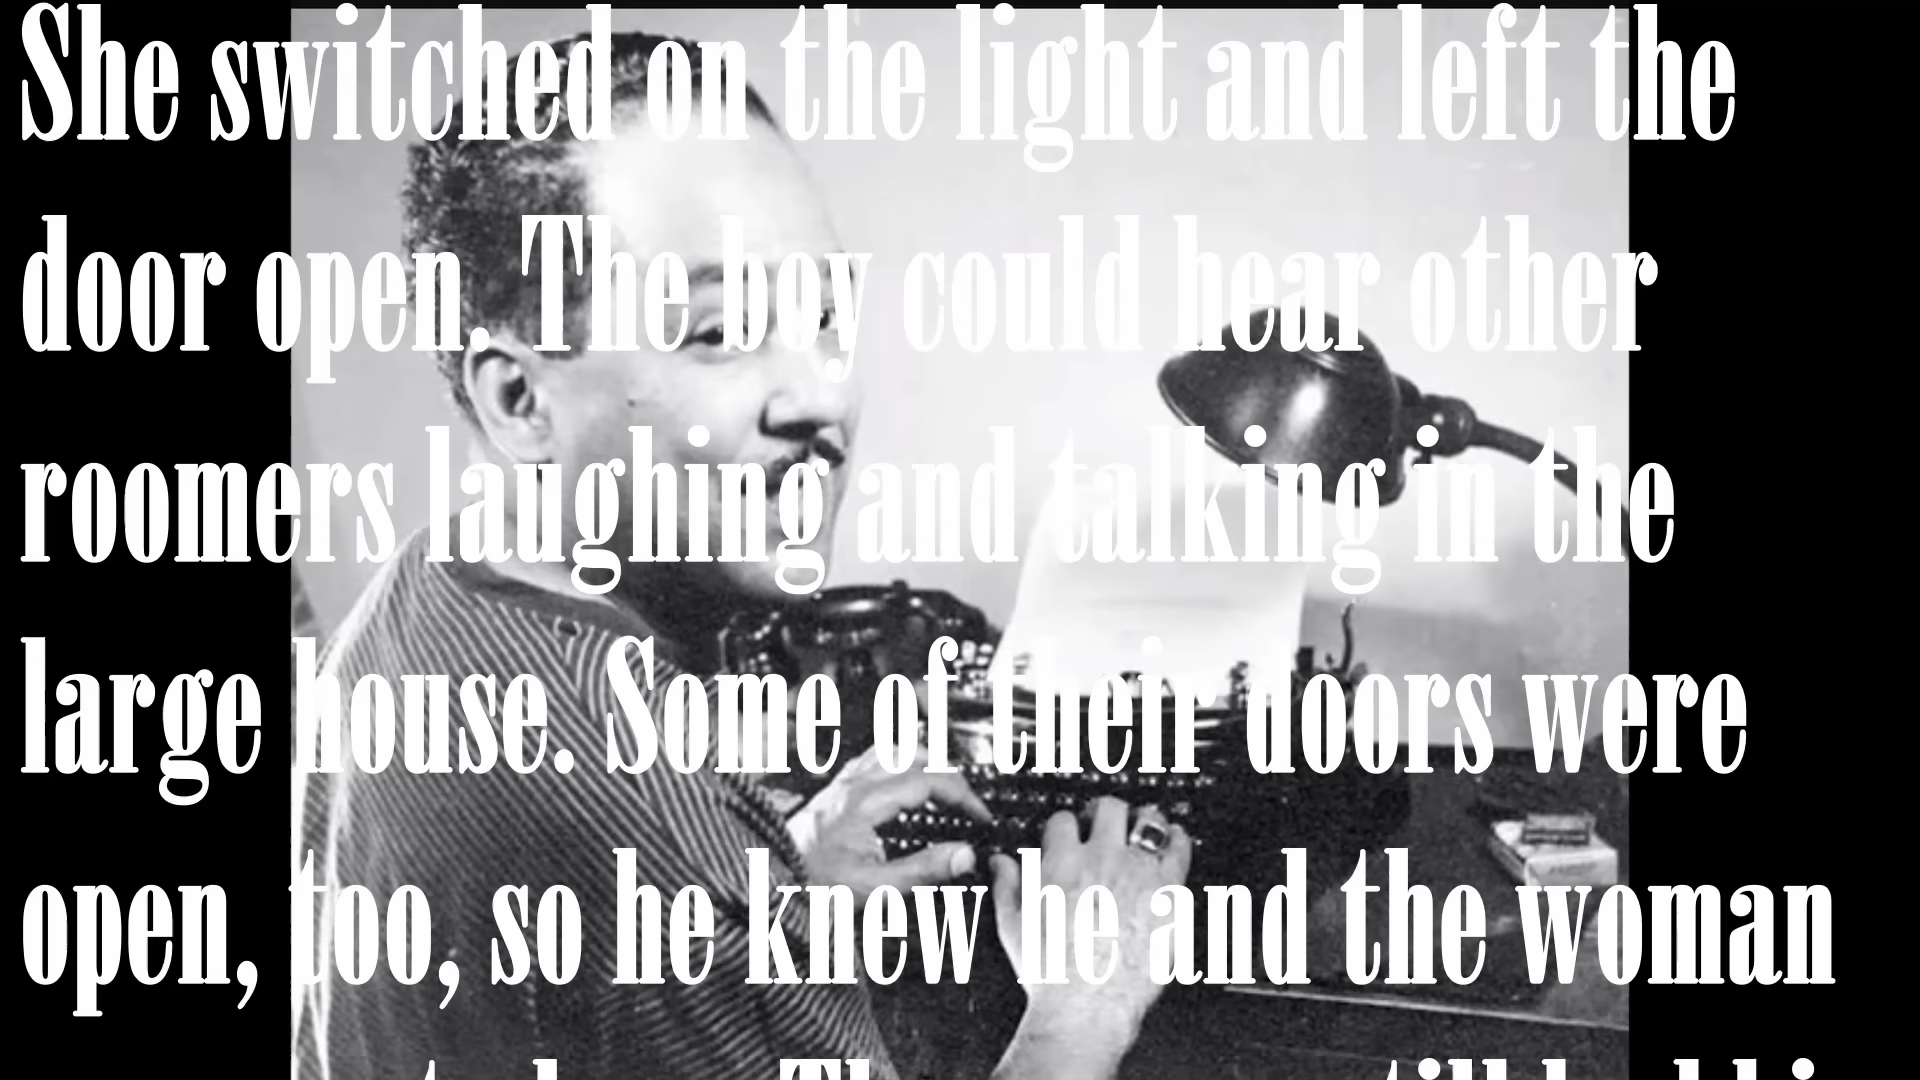 She switched on the light and left the
door open. The boy could hear other
roomers laughing and talking in the
large house. Some of their doors were
open, too, so he knew he and the woman